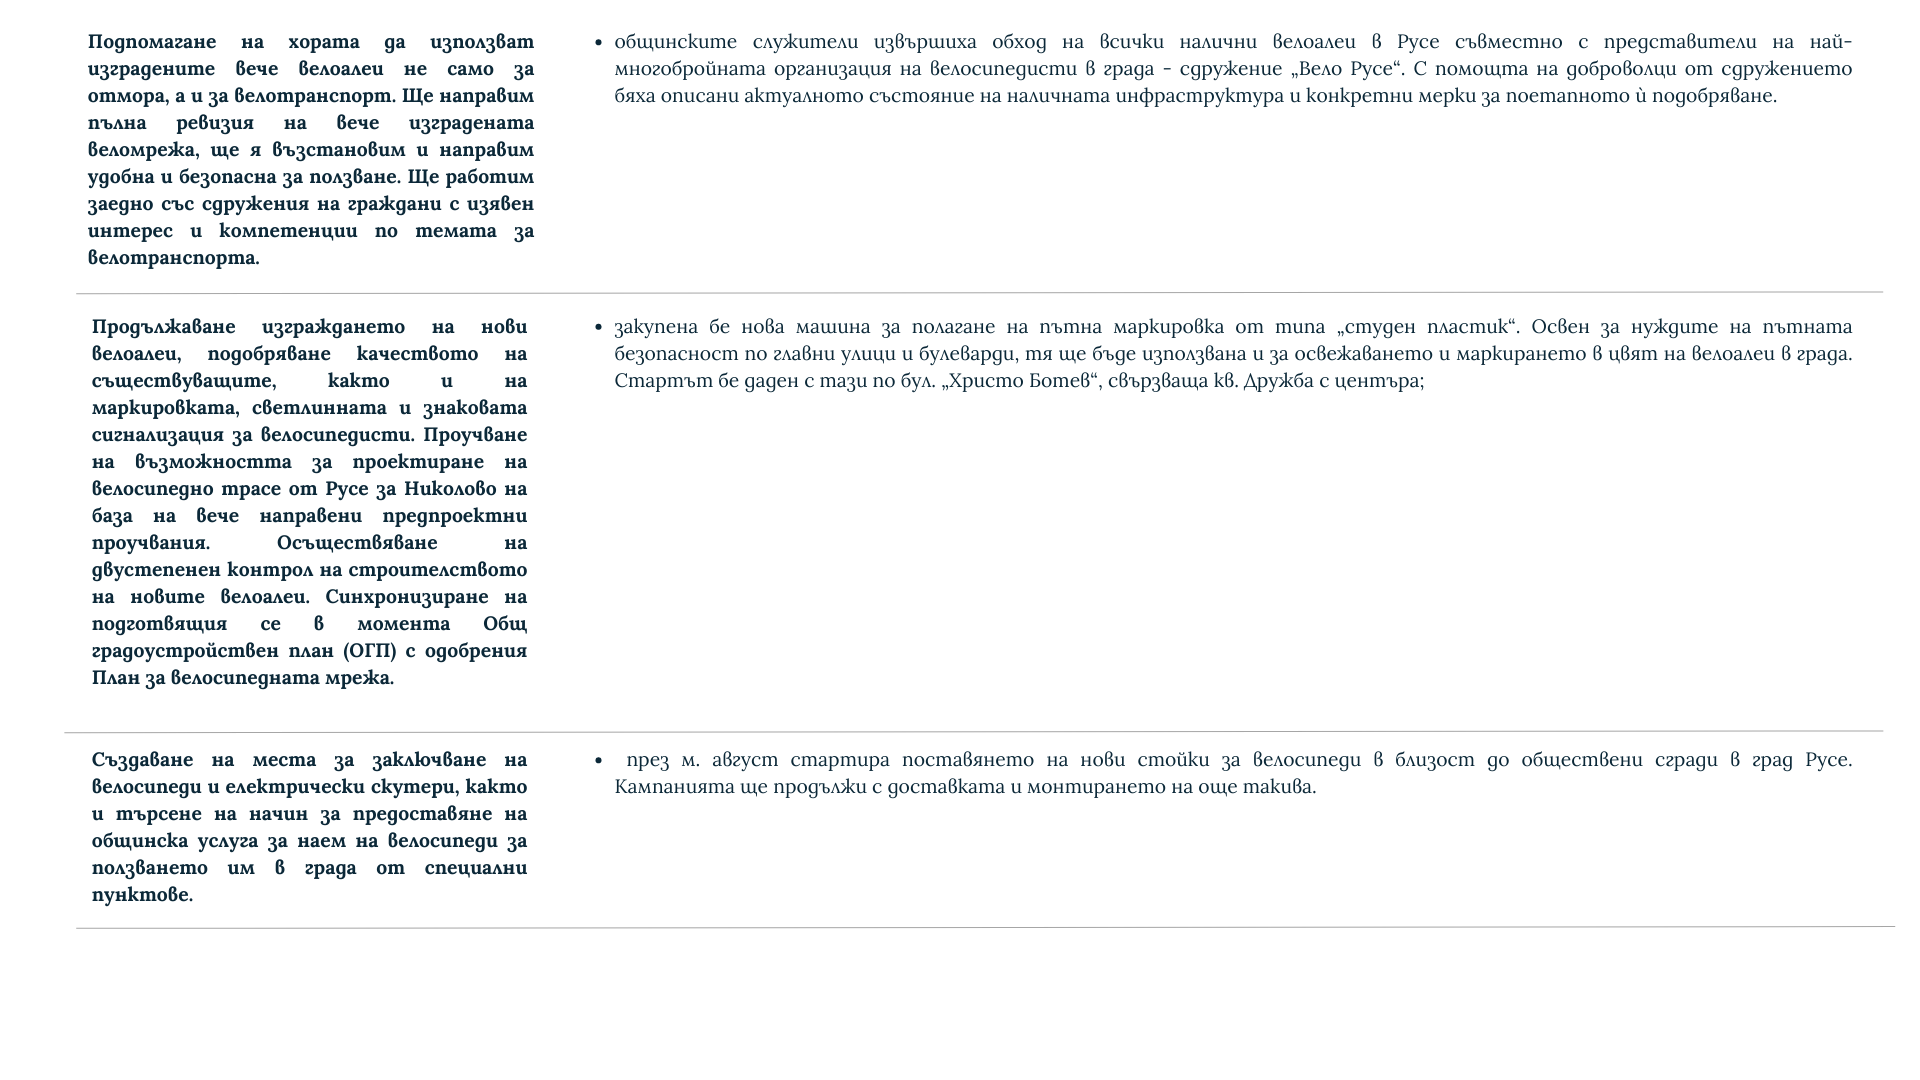 Подпомагане на хората да използват
изградените вече велоалеи не само за
отмора, а и за велотранспорт. Ще направим
пълна ревизия на вече изградената
веломрежа, ще я възстановим и направим
удобна и безопасна за ползване. Ще работим
заедно със сдружения на граждани с изявен
интерес и компетенции по темата за
велотранспорта.
• общинските служители извършиха обход на всички налични велоалеи в Русе съвместно с представители на най-
многобройната организация на велосипедисти в града - сдружение „Вело Русе“. С помощта на доброволци от сдружението
бяха описани актуалното състояние на наличната инфраструктура и конкретни мерки за поетапното ѝ подобряване.
Продължаване изграждането на нови
велоалеи, подобряване качеството на
съществуващите, както и на
маркировката, светлинната и знаковата
сигнализация за велосипедисти. Проучване
на възможността за проектиране на
велосипедно трасе от Русе за Николово на
база на вече направени предпроектни
проучвания. Осъществяване на
двустепенен контрол на строителството
на новите велоалеи. Синхронизиране на
подготвящия се в момента Общ
градоустройствен план (ОГП) с одобрения
План за велосипедната мрежа.
• закупена бе нова машина за полагане на пътна маркировка от типа „студен пластик“. Освен за нуждите на пътната
безопасност по главни улици и булеварди, тя ще бъде използвана и за освежаването и маркирането в цвят на велоалеи в града.
Стартът бе даден с тази по бул. „Христо Ботев“, свързваща кв. Дружба с центъра;
Създаване на места за заключване на
велосипеди и електрически скутери, както
и търсене на начин за предоставяне на
общинска услуга за наем на велосипеди за
ползването им в града от специални
пунктове.
• през м. август стартира поставянето на нови стойки за велосипеди в близост до обществени сгради в град Русе.
Кампанията ще продължи с доставката и монтирането на още такива.